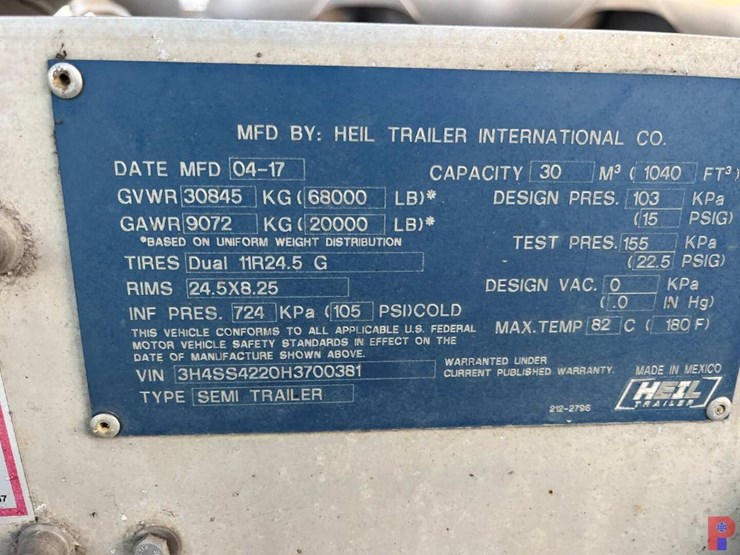 MFD BY: HEIL TRAILER INTERNATIONAL CO.
DATE MFD 04-17 CAPACITY 30 M³ (1040 FT³)
GVWR 30845 KG (68000 LB)* DESIGN PRES. 103 KPa
GAWR 9072 KG (20000 LB)* (15 PSIG)
*BASED ON UNIFORM WEIGHT DISTRIBUTION TEST PRES. 155 KPa
TIRES Dual 11R24.5 G (22.5 PSIG)
RIMS 24.5X8.25 DESIGN VAC. 0 KPa
(.0 IN Hg)
INF PRES. 724 KPa (105 PSI)COLD MAX.TEMP 82 C (180 F)
THIS VEHICLE CONFORMS TO ALL APPLICABLE U.S. FEDERAL
MOTOR VEHICLE SAFETY STANDARDS IN EFFECT ON THE
DATE OF MANUFACTURE SHOWN ABOVE.
VIN 3H4SS4220H3700381
WARRANTED UNDER
CURRENT PUBLISHED WARRANTY. MADE IN MEXICO
TYPE SEMI TRAILER
HEIL
TRAILER
212-2796